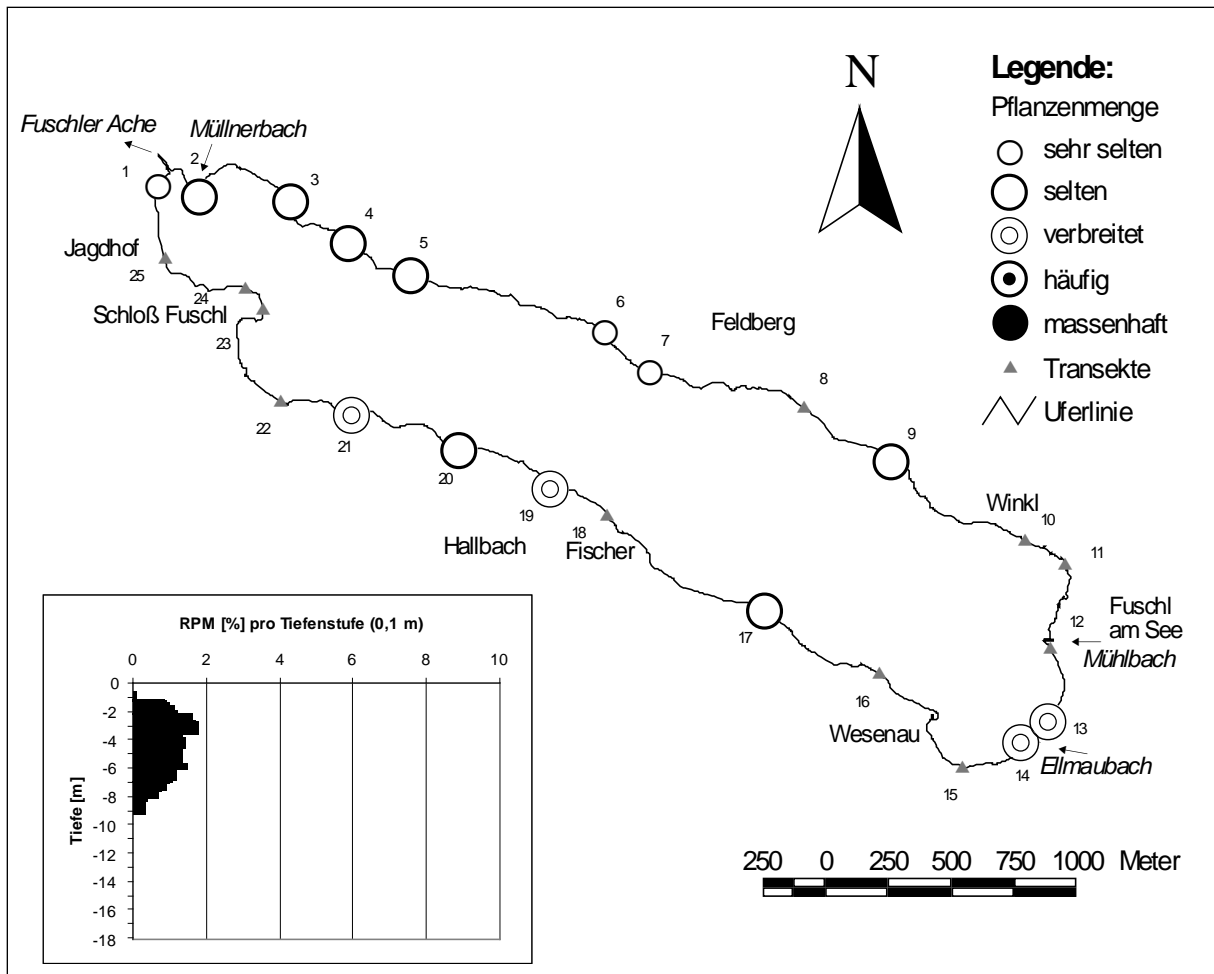 N
Legende:
Pflanzenmenge
sehr selten
selten
verbreitet
häufig
massenhaft
Transekte
Uferlinie
Fuschler Ache
Müllnerbach
1
2
3
4
5
6
7
Feldberg
8
9
Winkl
10
11
12
Fuschl
am See
Mühlbach
13
14
Ellmaubach
15
Wesenau
16
17
Fischer
18
19
Hallbach
20
21
22
23
Schloß Fuschl
24
25
Jagdhof
RPM [%] pro Tiefenstufe (0,1 m)
0 2 4 6 8 10
Tiefe [m]
0
-2
-4
-6
-8
-10
-12
-14
-16
-18
250 0 250 500 750 1000 Meter